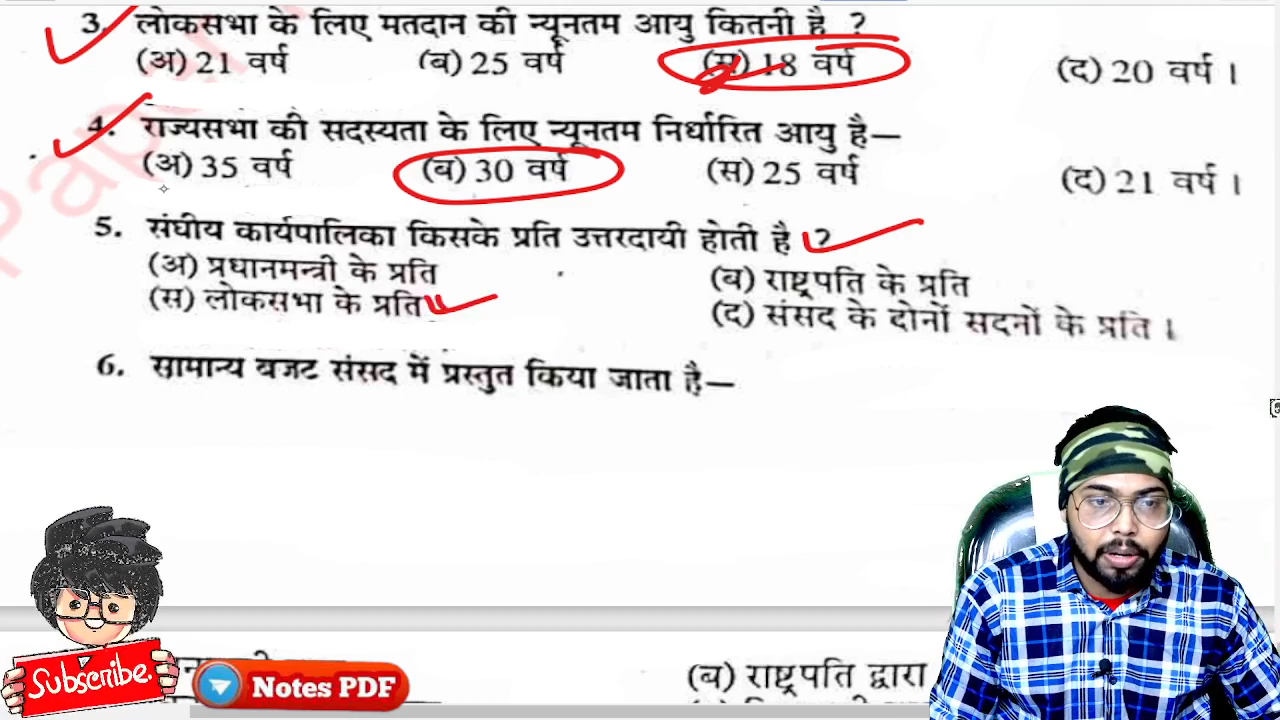 3. लोकसभा के लिए मतदान की न्यूनतम आयु कितनी है ?
(अ) 21 वर्ष (ब) 25 वर्ष (स) 18 वर्ष (द) 20 वर्ष ।
4. राज्यसभा की सदस्यता के लिए न्यूनतम निर्धारित आयु है—
(अ) 35 वर्ष (ब) 30 वर्ष (स) 25 वर्ष (द) 21 वर्ष ।
5. संघीय कार्यपालिका किसके प्रति उत्तरदायी होती है ?
(अ) प्रधानमन्त्री के प्रति (ब) राष्ट्रपति के प्रति
(स) लोकसभा के प्रति (द) संसद के दोनों सदनों के प्रति ।
6. सामान्य बजट संसद में प्रस्तुत किया जाता है—
(ब) राष्ट्रपति द्वारा
Subscribe.
Notes PDF